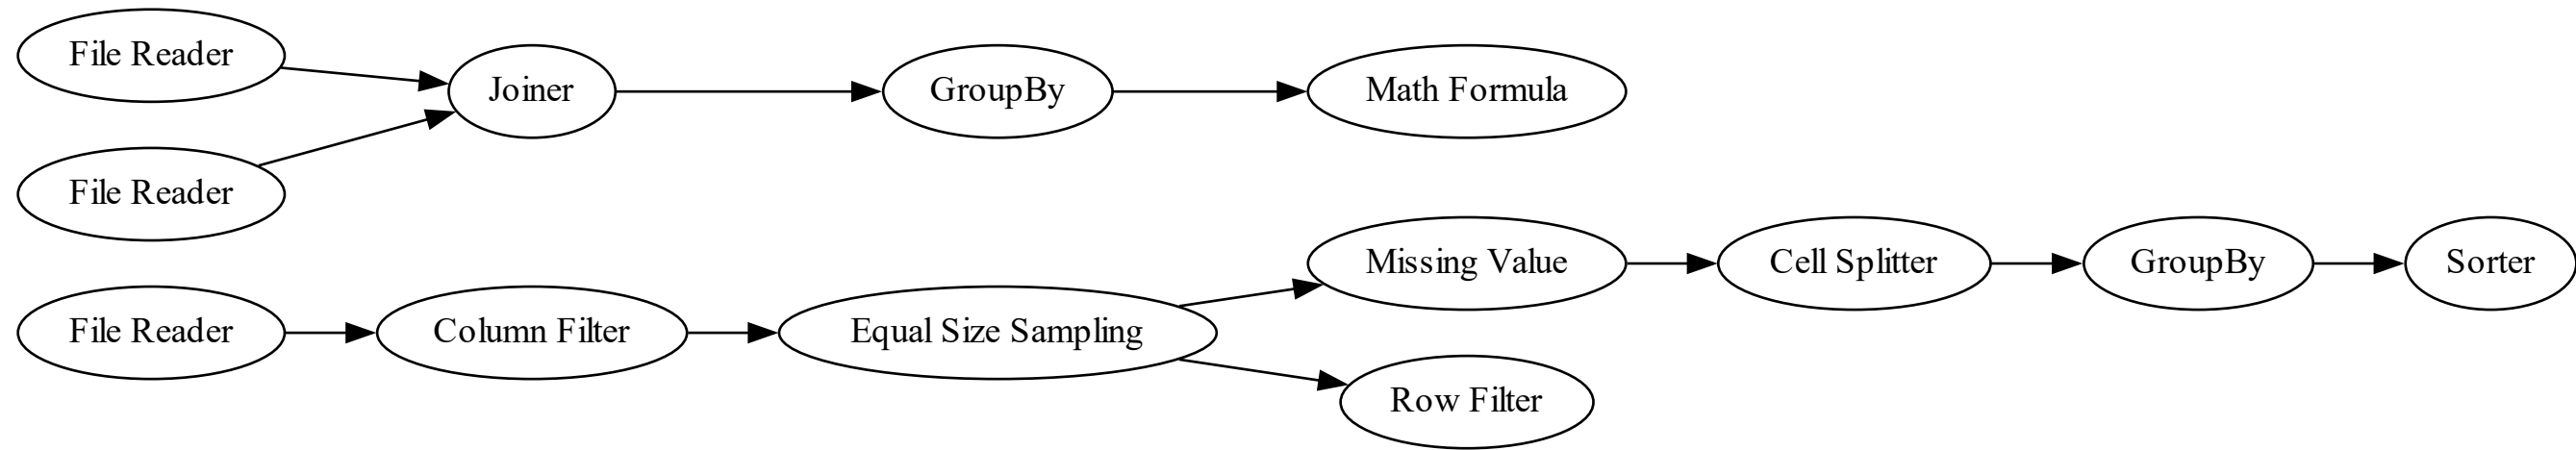 File Reader
Joiner
GroupBy
Math Formula
File Reader
Missing Value
Cell Splitter
GroupBy
Sorter
File Reader
Column Filter
Equal Size Sampling
Row Filter